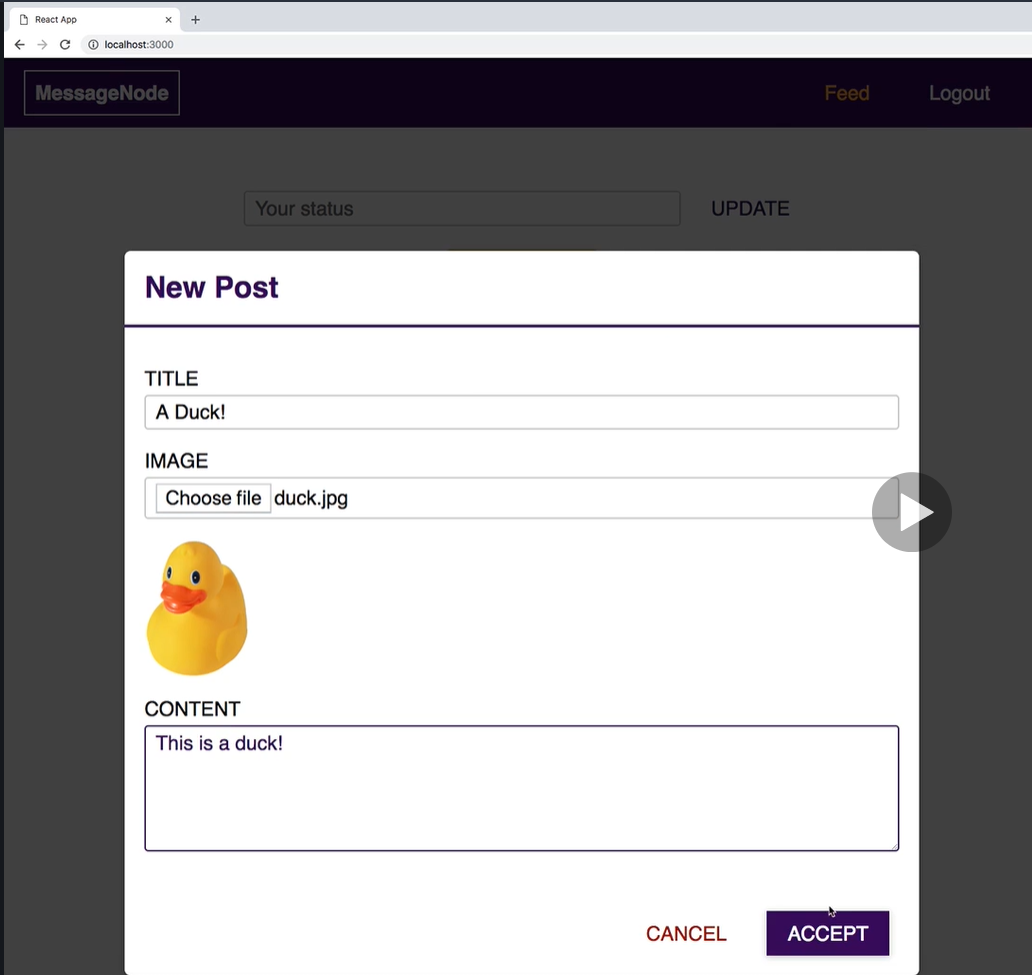 React App
localhost:3000
MessageNode
Feed
Logout
Your status
UPDATE
New Post
TITLE
A Duck!
IMAGE
Choose file duck.jpg
CONTENT
This is a duck!
CANCEL
ACCEPT